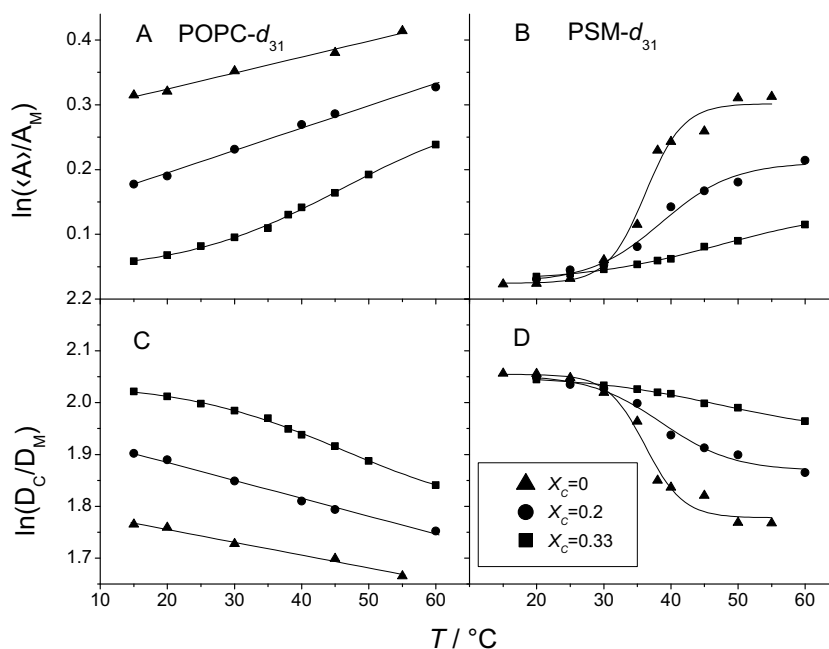 A POPC-d31
B PSM-d31
ln(‹A›/AM)
0.4
0.3
0.2
0.1
2.2
C
D
ln(DC/DM)
2.1
2.0
1.9
1.8
1.7
XC=0
XC=0.2
XC=0.33
10 20 30 40 50 60 20 30 40 50 60
T / °C